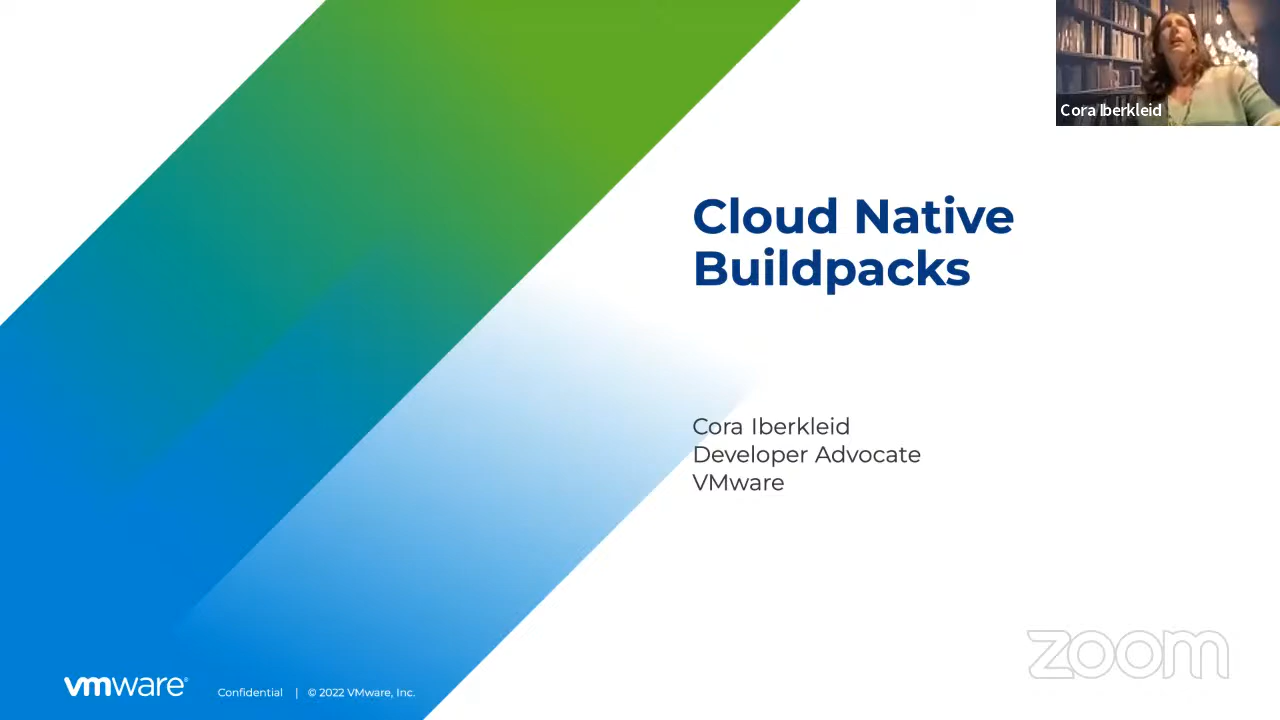 Cora Iberkleid
Cloud Native
Buildpacks
Cora Iberkleid
Developer Advocate
VMware
vmware®
Confidential | © 2022 VMware, Inc.
zoom